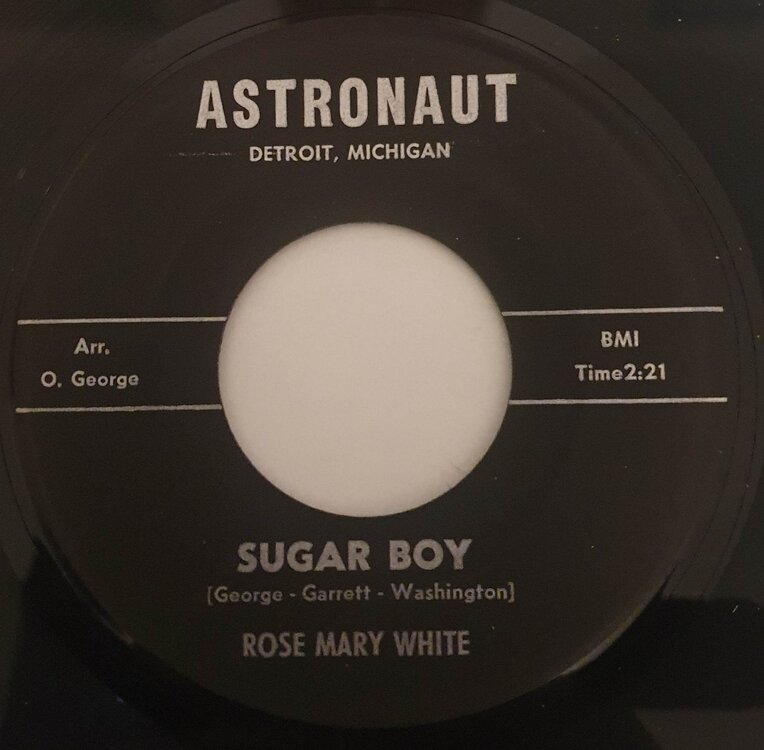 ASTRONAUT
DETROIT, MICHIGAN
Arr.
O. George
BMI
Time2:21
SUGAR BOY
[George - Garrett - Washington]
ROSE MARY WHITE